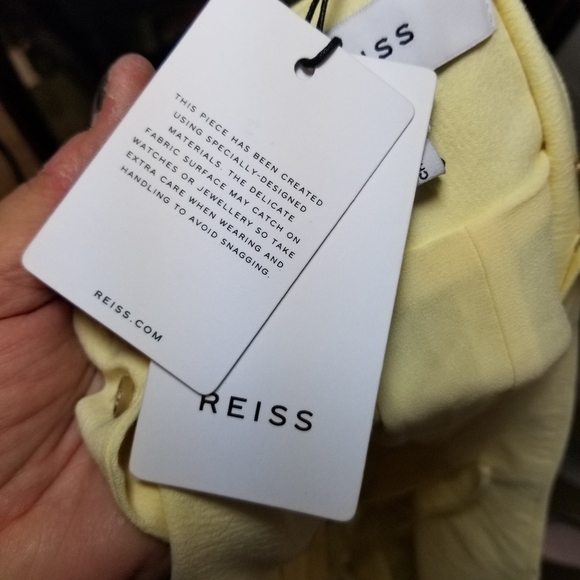 ISS
THIS PIECE HAS BEEN CREATED
USING SPECIALLY-DESIGNED
MATERIALS. THE DELICATE
FABRIC SURFACE MAY CATCH ON
WATCHES OR JEWELLERY SO TAKE
EXTRA CARE WHEN WEARING AND
HANDLING TO AVOID SNAGGING.
REISS.COM
REISS